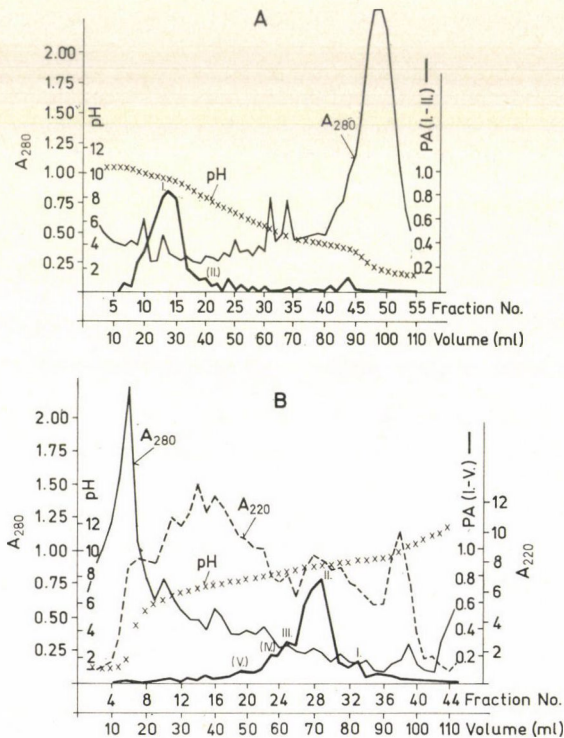 A
2.00
1.75
1.50
1.25
1.00
0.75
0.50
0.25
A280
pH
12
10
8
6
4
2
A280
pH
I.
(II.)
PA (I.-II.)
1.0
0.8
0.6
0.4
0.2
5 10 15 20 25 30 35 40 45 50 55 Fraction No.
10 20 30 40 50 60 70 80 90 100 110 Volume (ml)
B
2.00
1.75
1.50
1.25
1.00
0.75
0.50
0.25
A280
pH
12
10
8
6
4
2
A280
A220
pH
(V.)
(IV.)
III.
II.
I.
PA (I.-V.)
1.0
0.8
0.6
0.4
0.2
12
10
8
6
4
2
A220
4 8 12 16 20 24 28 32 36 40 44 Fraction No.
10 20 30 40 50 60 70 80 90 100 110 Volume (ml)